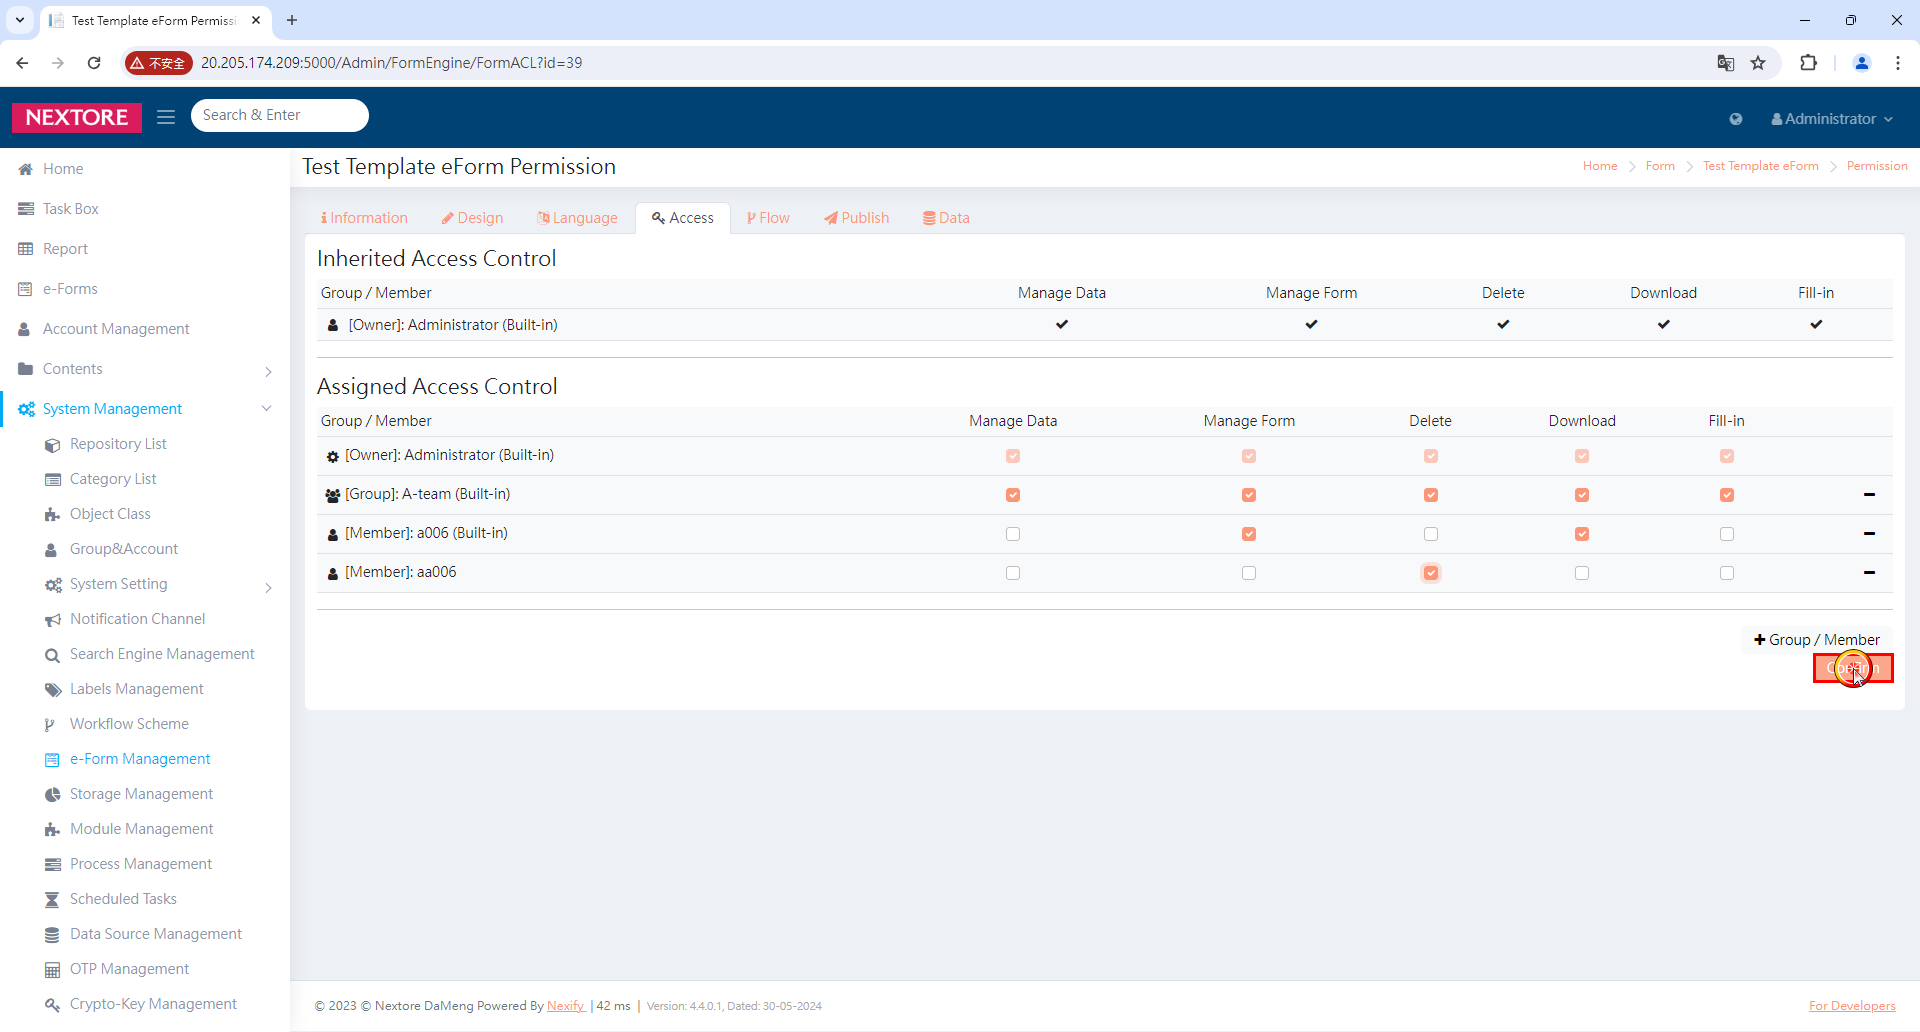 Test Template eForm Permissi
不安全
20.205.174.209:5000/Admin/FormEngine/FormACL?id=39
NEXTORE
Search & Enter
Administrator
Home
Task Box
Report
e-Forms
Account Management
Contents
System Management
Repository List
Category List
Object Class
Group&Account
System Setting
Notification Channel
Search Engine Management
Labels Management
Workflow Scheme
e-Form Management
Storage Management
Module Management
Process Management
Scheduled Tasks
Data Source Management
OTP Management
Crypto-Key Management
Test Template eForm Permission
Home Form Test Template eForm Permission
Information Design Language Access Flow Publish Data
Inherited Access Control
Group / Member Manage Data Manage Form Delete Download Fill-in
[Owner]: Administrator (Built-in)
Assigned Access Control
Group / Member Manage Data Manage Form Delete Download Fill-in
[Owner]: Administrator (Built-in)
[Group]: A-team (Built-in)
[Member]: a006 (Built-in)
[Member]: aa006
Group / Member
© 2023 © Nextore DaMeng Powered By Nexify | 42 ms | Version: 4.4.0.1, Dated: 30-05-2024
For Developers